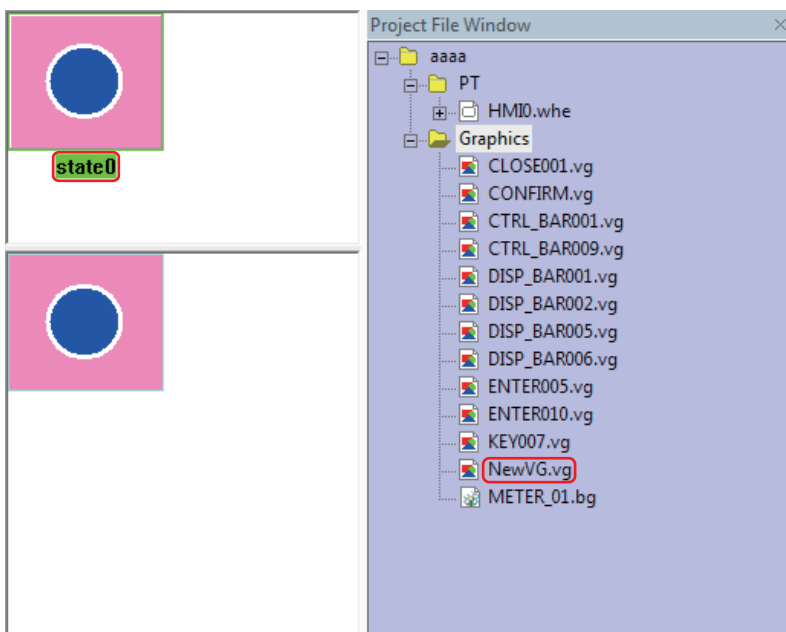 state0
Project File Window
aaaa
PT
HMI0.whe
Graphics
CLOSE001.vg
CONFIRM.vg
CTRL_BAR001.vg
CTRL_BAR009.vg
DISP_BAR001.vg
DISP_BAR002.vg
DISP_BAR005.vg
DISP_BAR006.vg
ENTER005.vg
ENTER010.vg
KEY007.vg
NewVG.vg
METER_01.bg